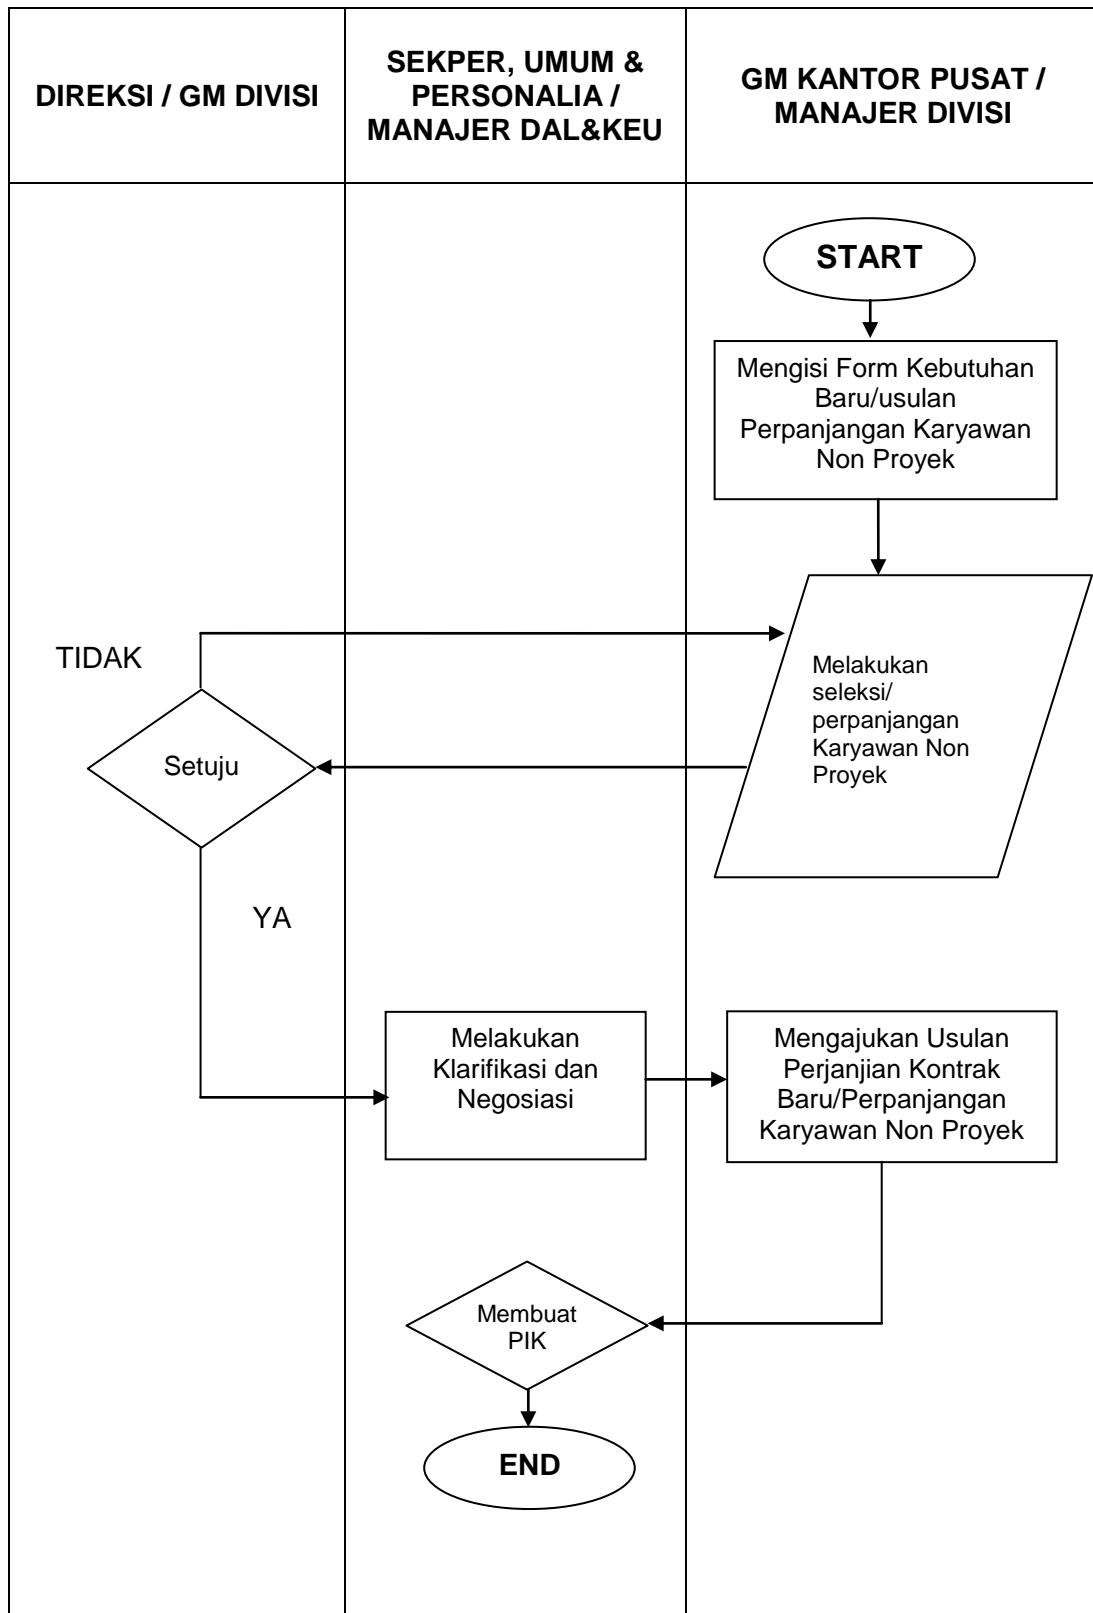 DIREKSI / GM DIVISI
SEKPER, UMUM &
PERSONALIA /
MANAJER DAL&KEU
GM KANTOR PUSAT /
MANAJER DIVISI
START
Mengisi Form Kebutuhan
Baru/usulan
Perpanjangan Karyawan
Non Proyek
TIDAK
Melakukan
seleksi/
perpanjangan
Karyawan Non
Proyek
Setuju
YA
Melakukan
Klarifikasi dan
Negosiasi
Mengajukan Usulan
Perjanjian Kontrak
Baru/Perpanjangan
Karyawan Non Proyek
Membuat
PIK
END